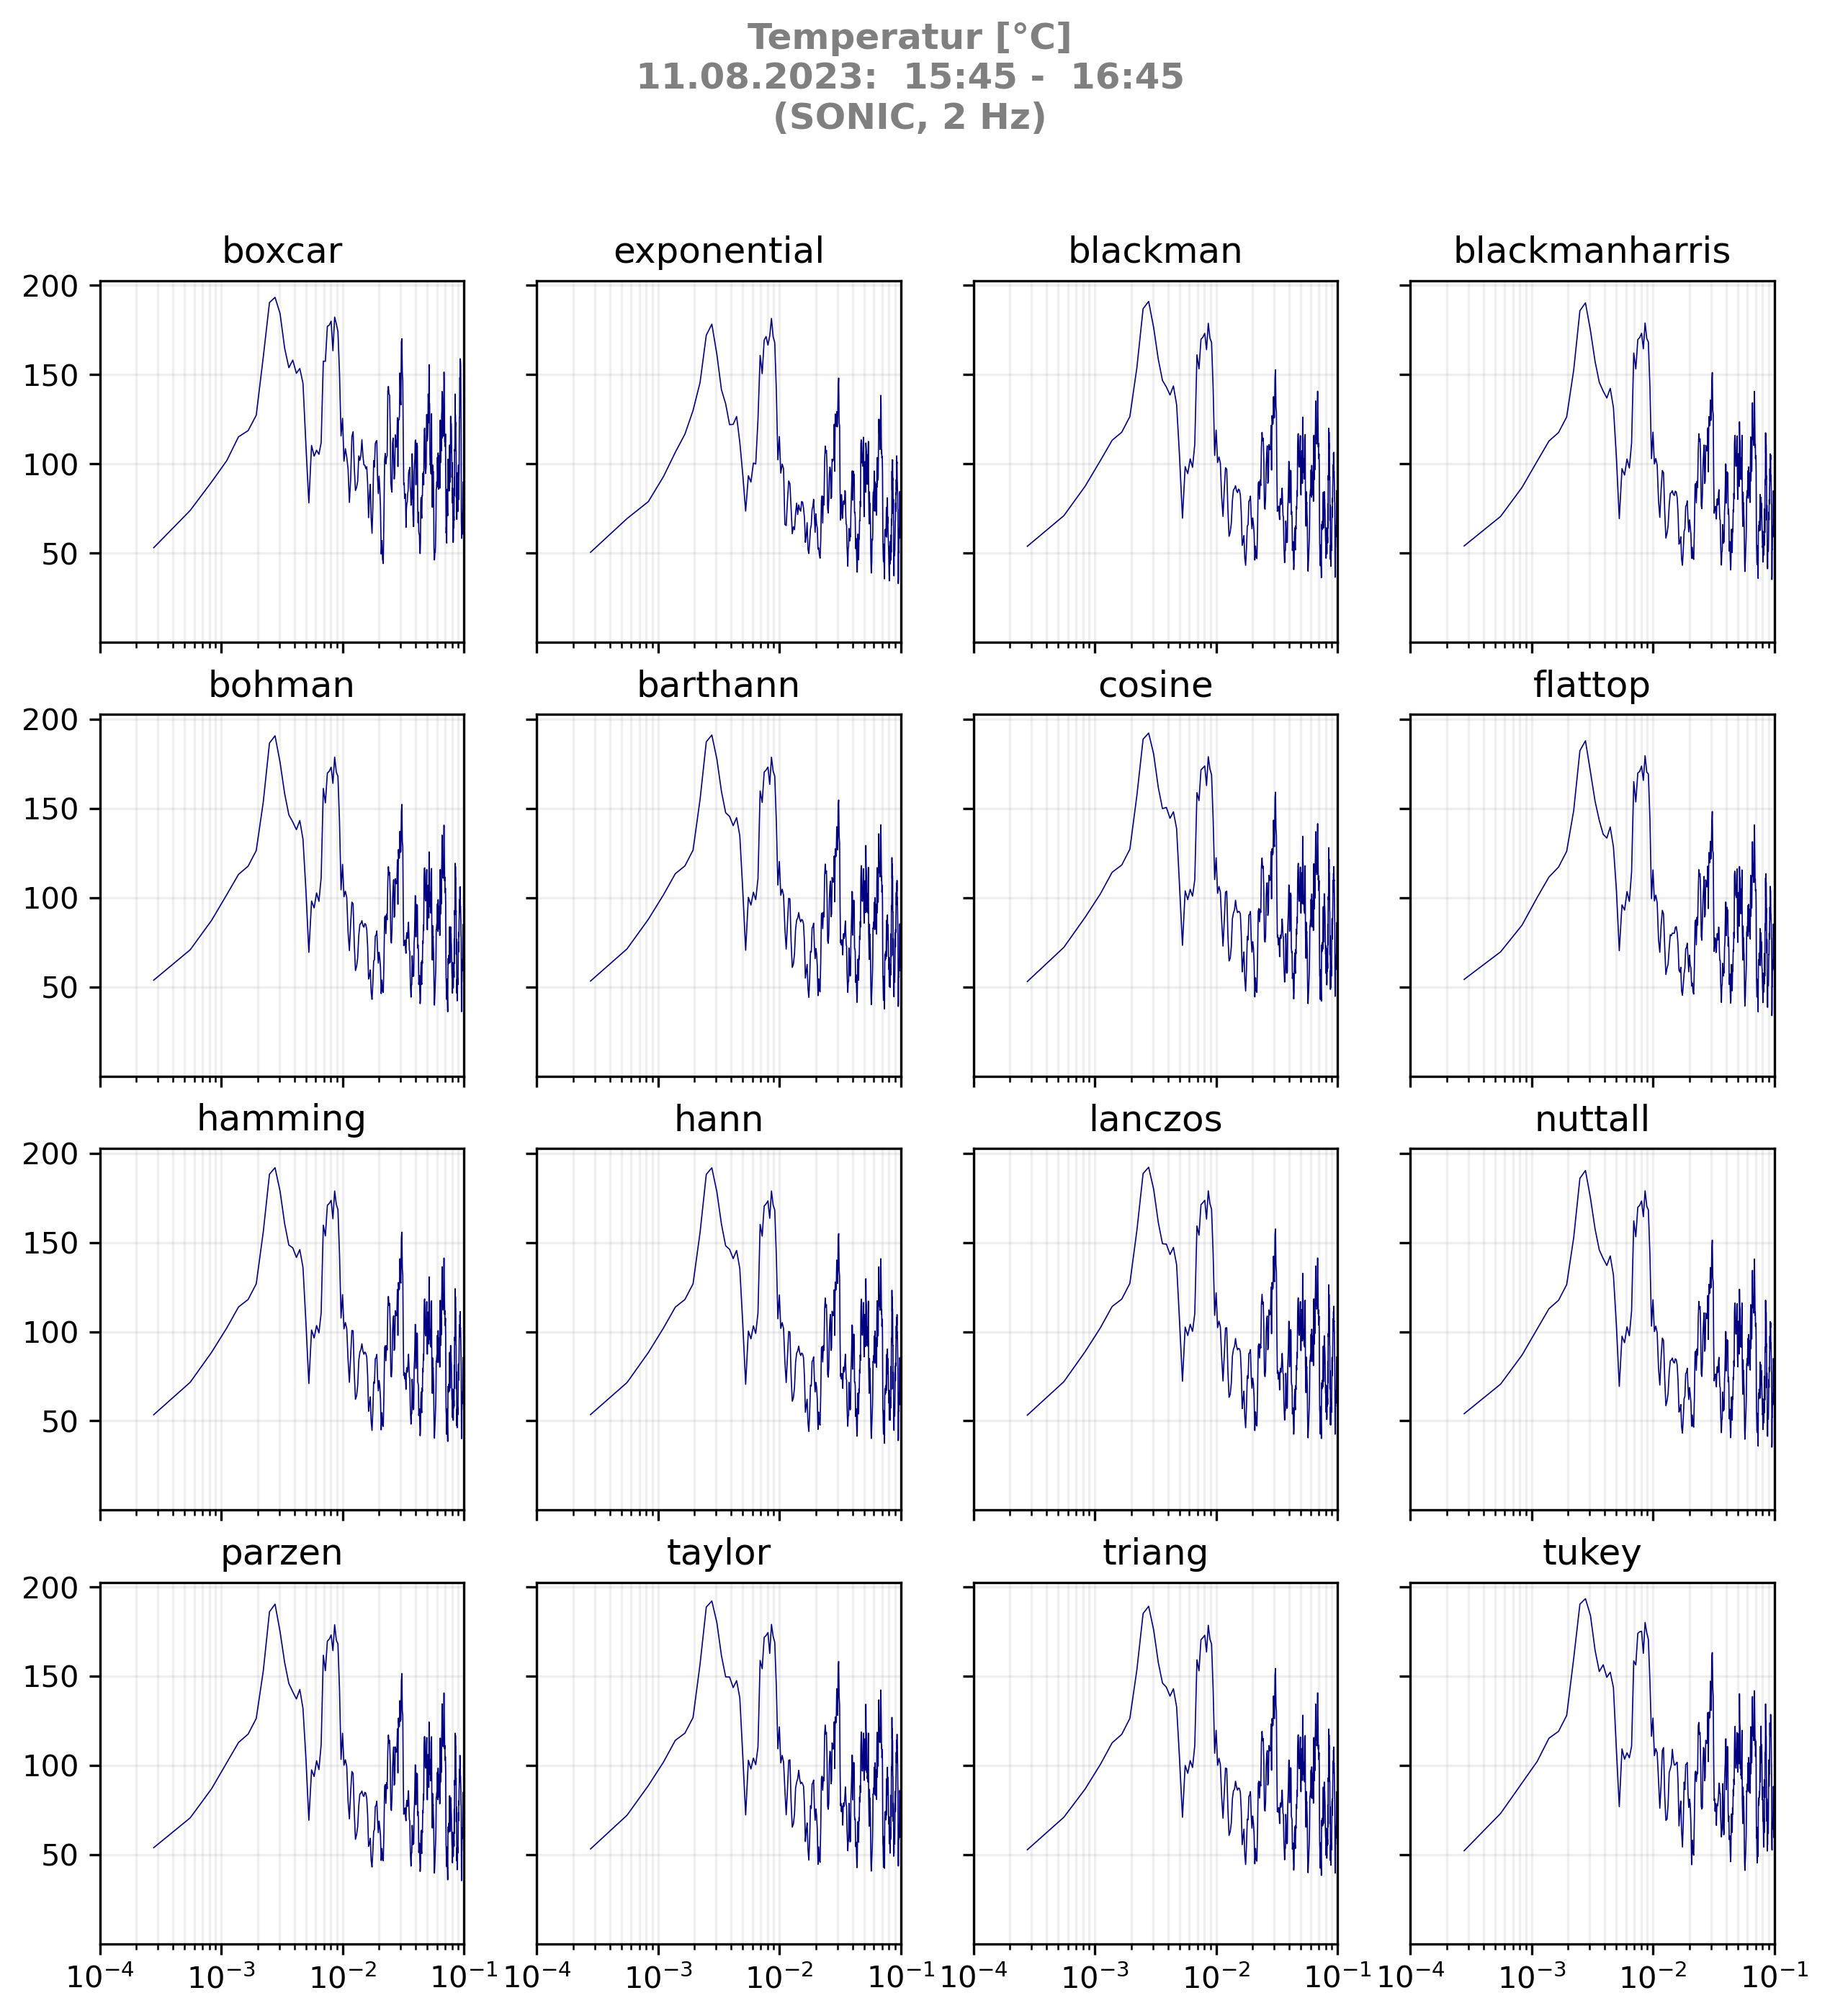 Temperatur [°C]
11.08.2023:  15:45 -  16:45
(SONIC, 2 Hz)
boxcar exponential blackman blackmanharris
200
150
100
50
bohman barthann cosine flattop
200
150
100
50
hamming hann lanczos nuttall
200
150
100
50
parzen taylor triang tukey
200
150
100
50
10⁻⁴ 10⁻³ 10⁻² 10⁻¹ 10⁻⁴ 10⁻³ 10⁻² 10⁻¹ 10⁻⁴ 10⁻³ 10⁻² 10⁻¹ 10⁻⁴ 10⁻³ 10⁻² 10⁻¹